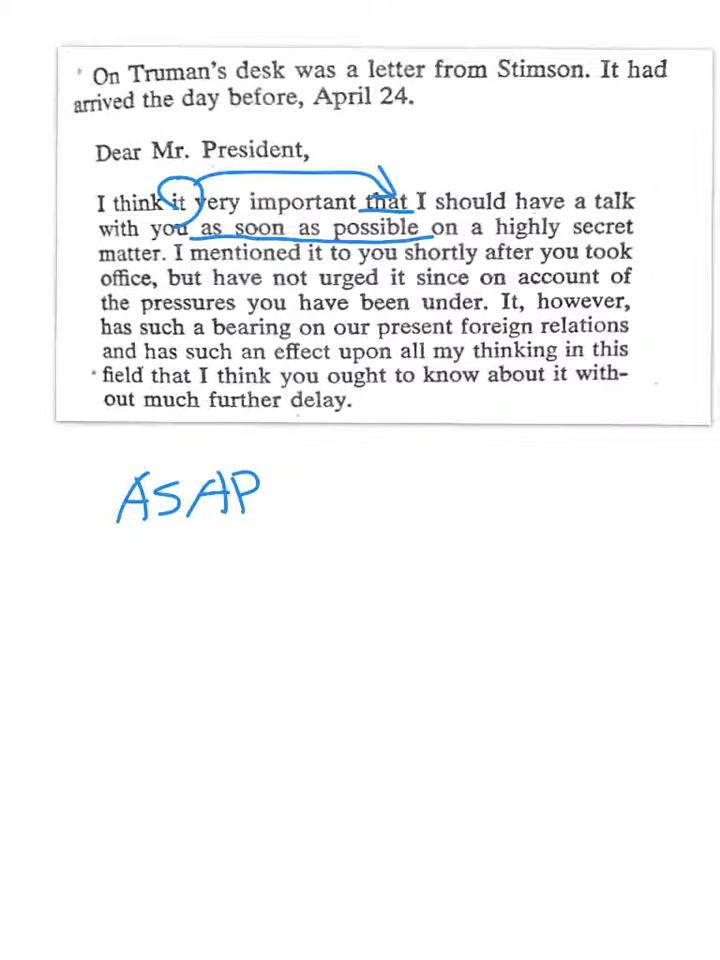 On Truman's desk was a letter from Stimson. It had
arrived the day before, April 24.
Dear Mr. President,
I think it very important that I should have a talk
with you as soon as possible on a highly secret
matter. I mentioned it to you shortly after you took
office, but have not urged it since on account of
the pressures you have been under. It, however,
has such a bearing on our present foreign relations
and has such an effect upon all my thinking in this
field that I think you ought to know about it with-
out much further delay.
ASAP